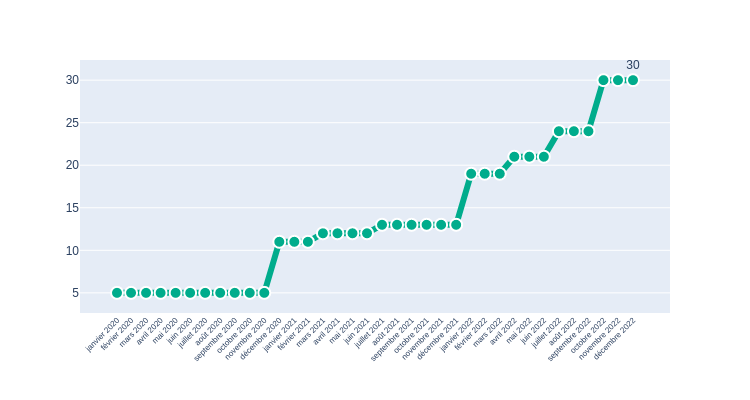 30
30
25
20
15
10
5
janvier 2020
février 2020
mars 2020
avril 2020
mai 2020
juin 2020
juillet 2020
août 2020
septembre 2020
octobre 2020
novembre 2020
décembre 2020
janvier 2021
février 2021
mars 2021
avril 2021
mai 2021
juin 2021
juillet 2021
août 2021
septembre 2021
octobre 2021
novembre 2021
décembre 2021
janvier 2022
février 2022
mars 2022
avril 2022
mai 2022
juin 2022
juillet 2022
août 2022
septembre 2022
octobre 2022
novembre 2022
décembre 2022